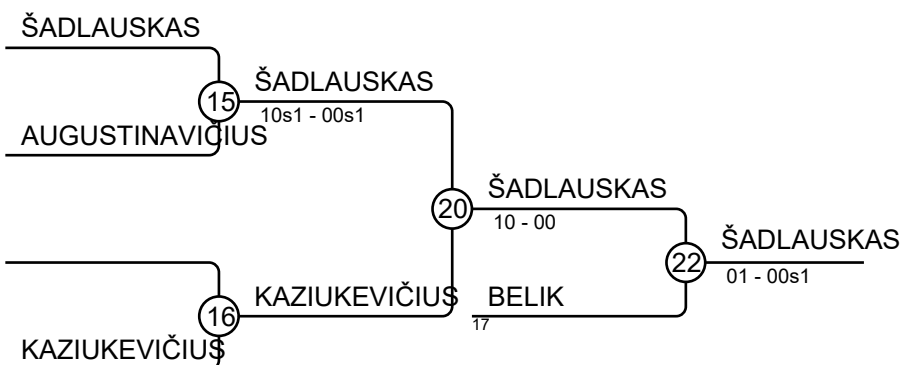 ŠADLAUSKAS
ŠADLAUSKAS
15
10s1 - 00s1
AUGUSTINAVIČIUS
ŠADLAUSKAS
20
10 - 00
ŠADLAUSKAS
22
01 - 00s1
KAZIUKEVIČIUS
BELIK
16
17
KAZIUKEVIČIUS